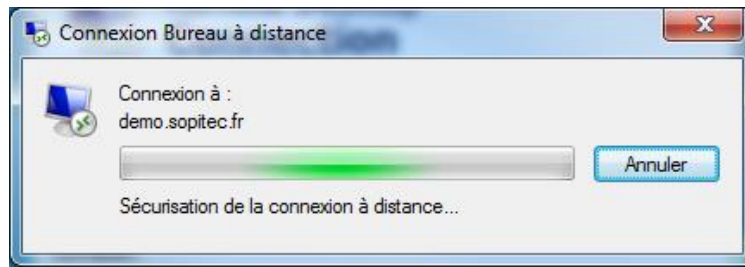 Connexion Bureau à distance
Connexion à :
demo.sopitec.fr
Annuler
Sécurisation de la connexion à distance...